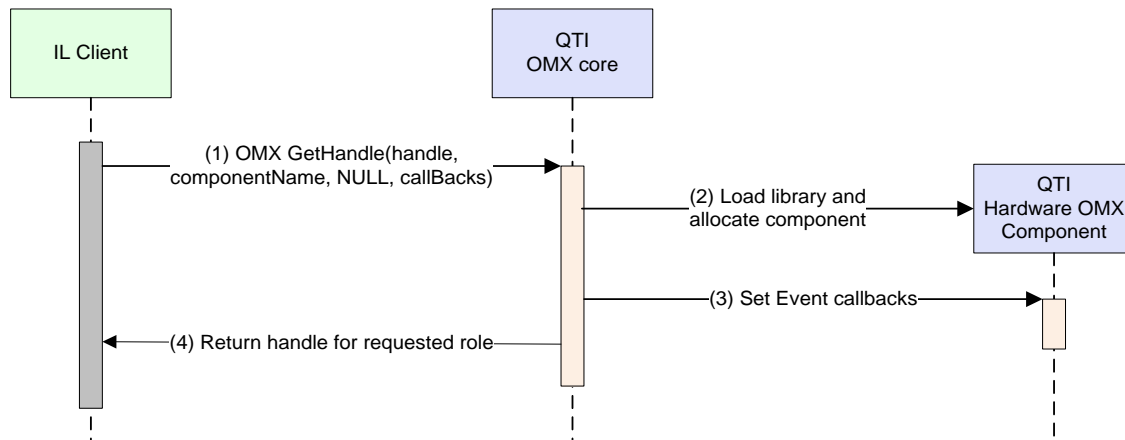 IL Client
QTI
OMX core
(1) OMX GetHandle(handle,
componentName, NULL, callBacks)
(2) Load library and
allocate component
QTI
Hardware OMX
Component
(3) Set Event callbacks
(4) Return handle for requested role